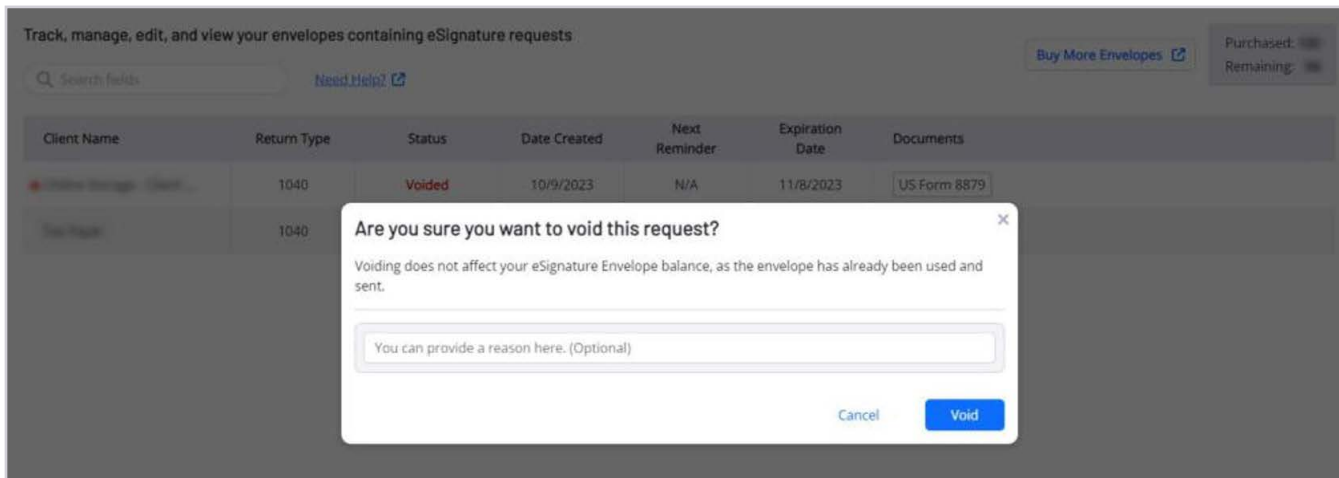 Track, manage, edit, and view your envelopes containing eSignature requests
Search fields
Need Help?
Buy More Envelopes
Purchased:
Remaining:
Client Name Return Type Status Date Created Next Reminder Expiration Date Documents
1040 Voided 10/9/2023 N/A 11/8/2023 US Form 8879
1040
Are you sure you want to void this request?
Voiding does not affect your eSignature Envelope balance, as the envelope has already been used and
sent.
You can provide a reason here. (Optional)
Cancel Void